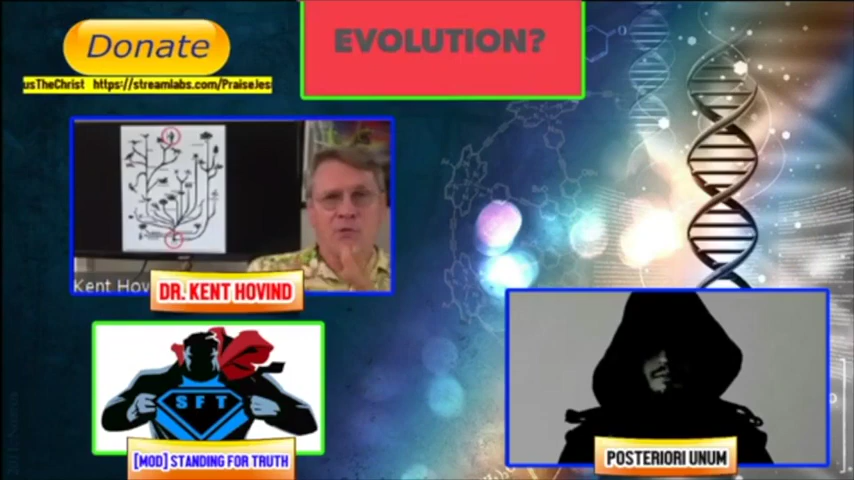 Donate
EVOLUTION?
usTheChrist https://streamlabs.com/PraiseJes
Kent Hov
DR. KENT HOVIND
SFT
[MOD] STANDING FOR TRUTH
POSTERIORI UNUM